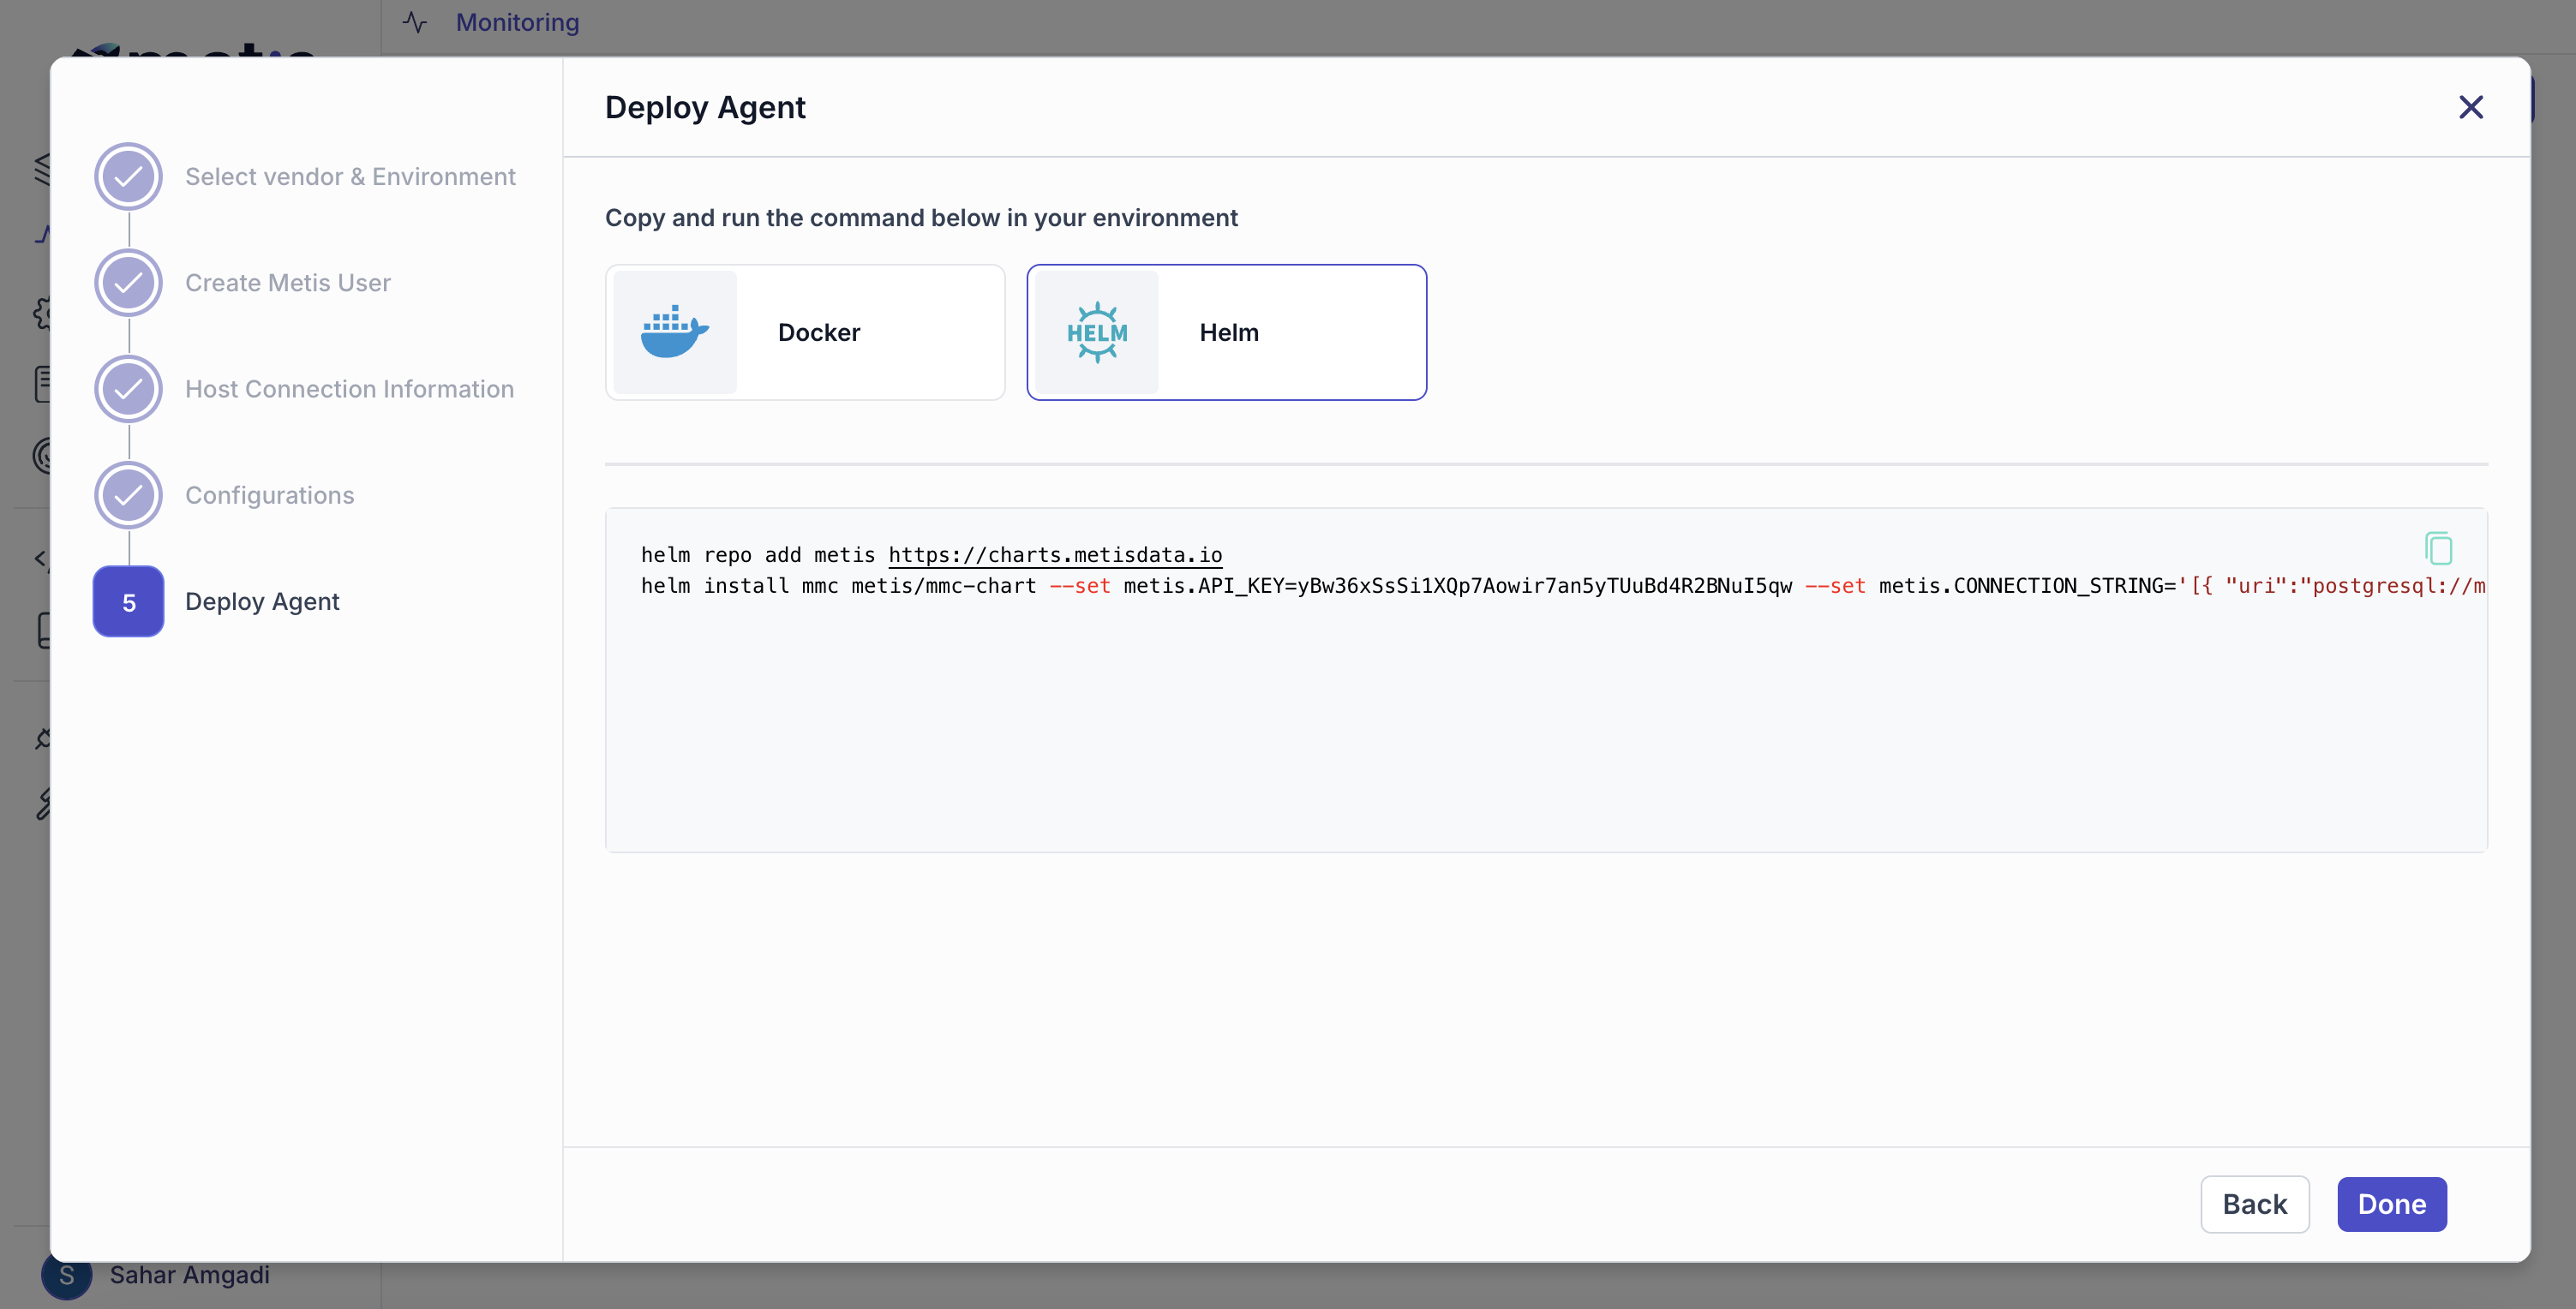 Monitoring
metis
Deploy Agent
Select vendor & Environment
Create Metis User
Host Connection Information
Configurations
5
Deploy Agent
Copy and run the command below in your environment
Docker
HELM
Helm
helm repo add metis https://charts.metisdata.io
helm install mmc metis/mmc-chart --set metis.API_KEY=yBw36xSsSi1XQp7Aowir7an5yTUuBd4R2BNuI5qw --set metis.CONNECTION_STRING='[{ "uri":"postgresql://m
Back
Done
S
Sahar Amgadi